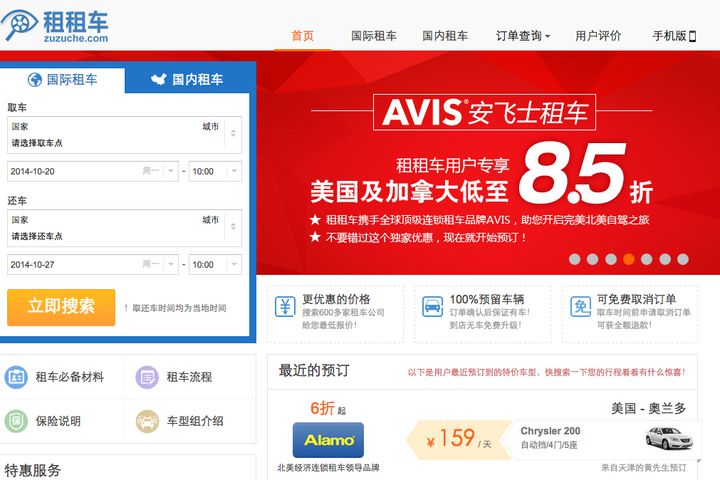 租租车
zuzuche.com
首页
国际租车
国内租车
订单查询
用户评价
手机版
国际租车
国内租车
取车
国家
城市
请选择取车点
2014-10-20 周一 - 10:00
还车
国家
城市
请选择还车点
2014-10-27 周一 - 10:00
立即搜索
！取还车时间均为当地时间
AVIS® 安飞士租车
租租车用户专享
美国及加拿大低至 8.5 折
★ 租租车携手全球顶级连锁租车品牌AVIS，助您开启完美北美自驾之旅
★ 不要错过这个独家优惠，现在就开始预订！
更优惠的价格
搜索600多家租车公司
给您最低报价！
100%预留车辆
订单确认后保证有车！
到店无车免费升级！
免
可免费取消订单
取车时间前申请取消订单
可获全额退款！
租车必备材料
租车流程
保
保险说明
车型组介绍
特惠服务
最近的预订
以下是用户最近预订到的特价车型，快搜索一下您的行程看看有什么惊喜！
6折 起
Alamo
北美经济连锁租车领导品牌
美国 - 奥兰多
¥ 159 / 天
Chrysler 200
自动挡/4门/5座
来自天津的黄先生预订